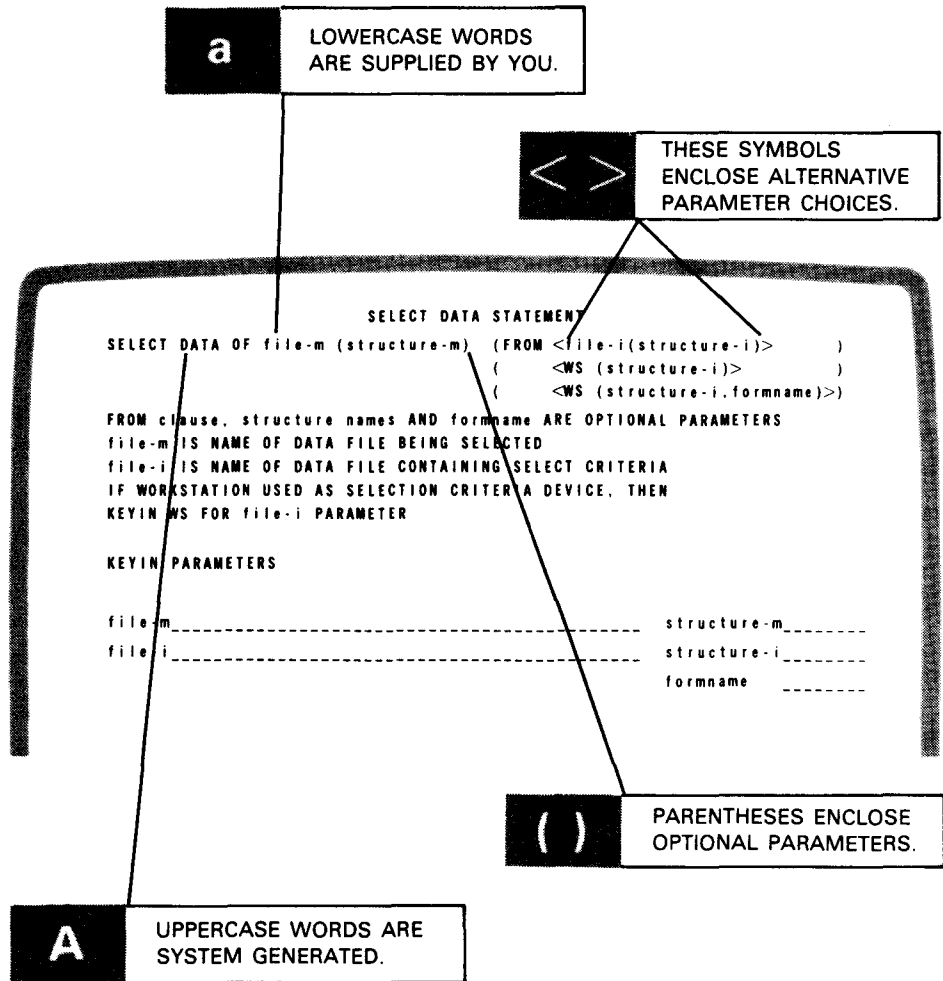 a
LOWERCASE WORDS
ARE SUPPLIED BY YOU.
< >
THESE SYMBOLS
ENCLOSE ALTERNATIVE
PARAMETER CHOICES.
SELECT DATA STATEMENT
SELECT DATA OF file-m (structure-m) (FROM <file-i(structure-i)> )
( <WS (structure-i)> )
( <WS (structure-i,formname)>)
FROM clause, structure names AND formname ARE OPTIONAL PARAMETERS
file-m IS NAME OF DATA FILE BEING SELECTED
file-i IS NAME OF DATA FILE CONTAINING SELECT CRITERIA
IF WORKSTATION USED AS SELECTION CRITERIA DEVICE, THEN
KEYIN WS FOR file-i PARAMETER
KEYIN PARAMETERS
file-m structure-m
file-i structure-i
formname
( )
PARENTHESES ENCLOSE
OPTIONAL PARAMETERS.
A
UPPERCASE WORDS ARE
SYSTEM GENERATED.